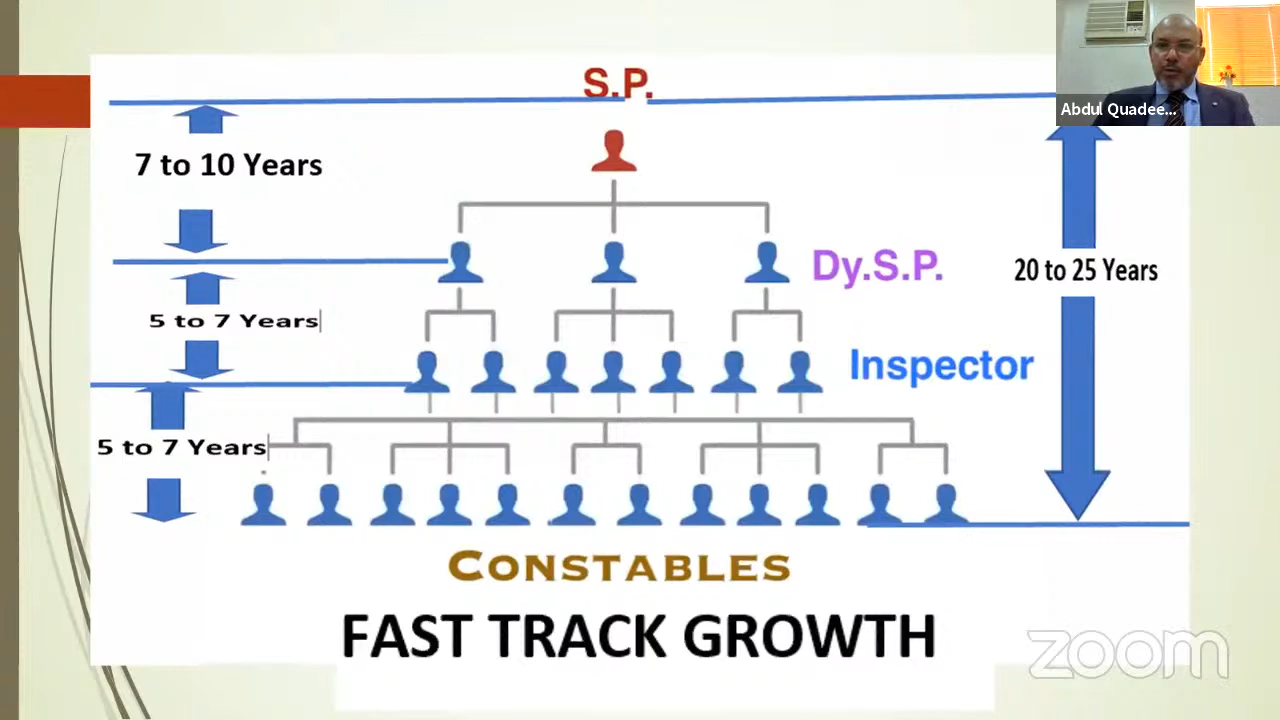 S.P.
Abdul Quadee...
7 to 10 Years
Dy.S.P.
20 to 25 Years
5 to 7 Years
Inspector
5 to 7 Years
CONSTABLES
FAST TRACK GROWTH
zoom